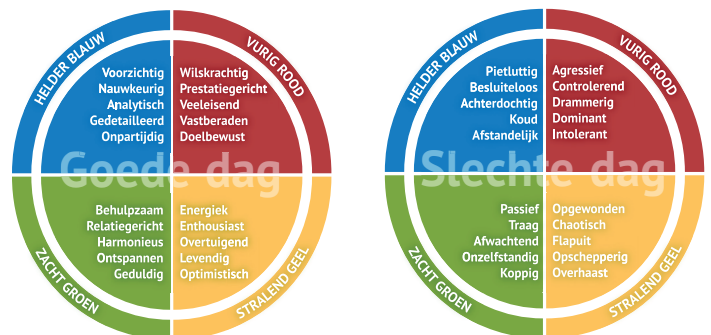 HELDER BLAUW
Voorzichtig
Nauwkeurig
Analytisch
Gedetailleerd
Onpartijdig
VURIG ROOD
Wilskrachtig
Prestatiegericht
Veeleisend
Vastberaden
Doelbewust
Goede dag
ZACHT GROEN
Behulpzaam
Relatiegericht
Harmonieus
Ontspannen
Geduldig
STRALEND GEEL
Energiek
Enthousiast
Overtuigend
Levendig
Optimistisch
HELDER BLAUW
Pietluttig
Besluiteloos
Achterdochtig
Koud
Afstandelijk
VURIG ROOD
Agressief
Controlerend
Drammerig
Dominant
Intolerant
Slechte dag
ZACHT GROEN
Passief
Traag
Afwachtend
Onzelfstandig
Koppig
STRALEND GEEL
Opgewonden
Chaotisch
Flapuit
Opschepperig
Overhaast